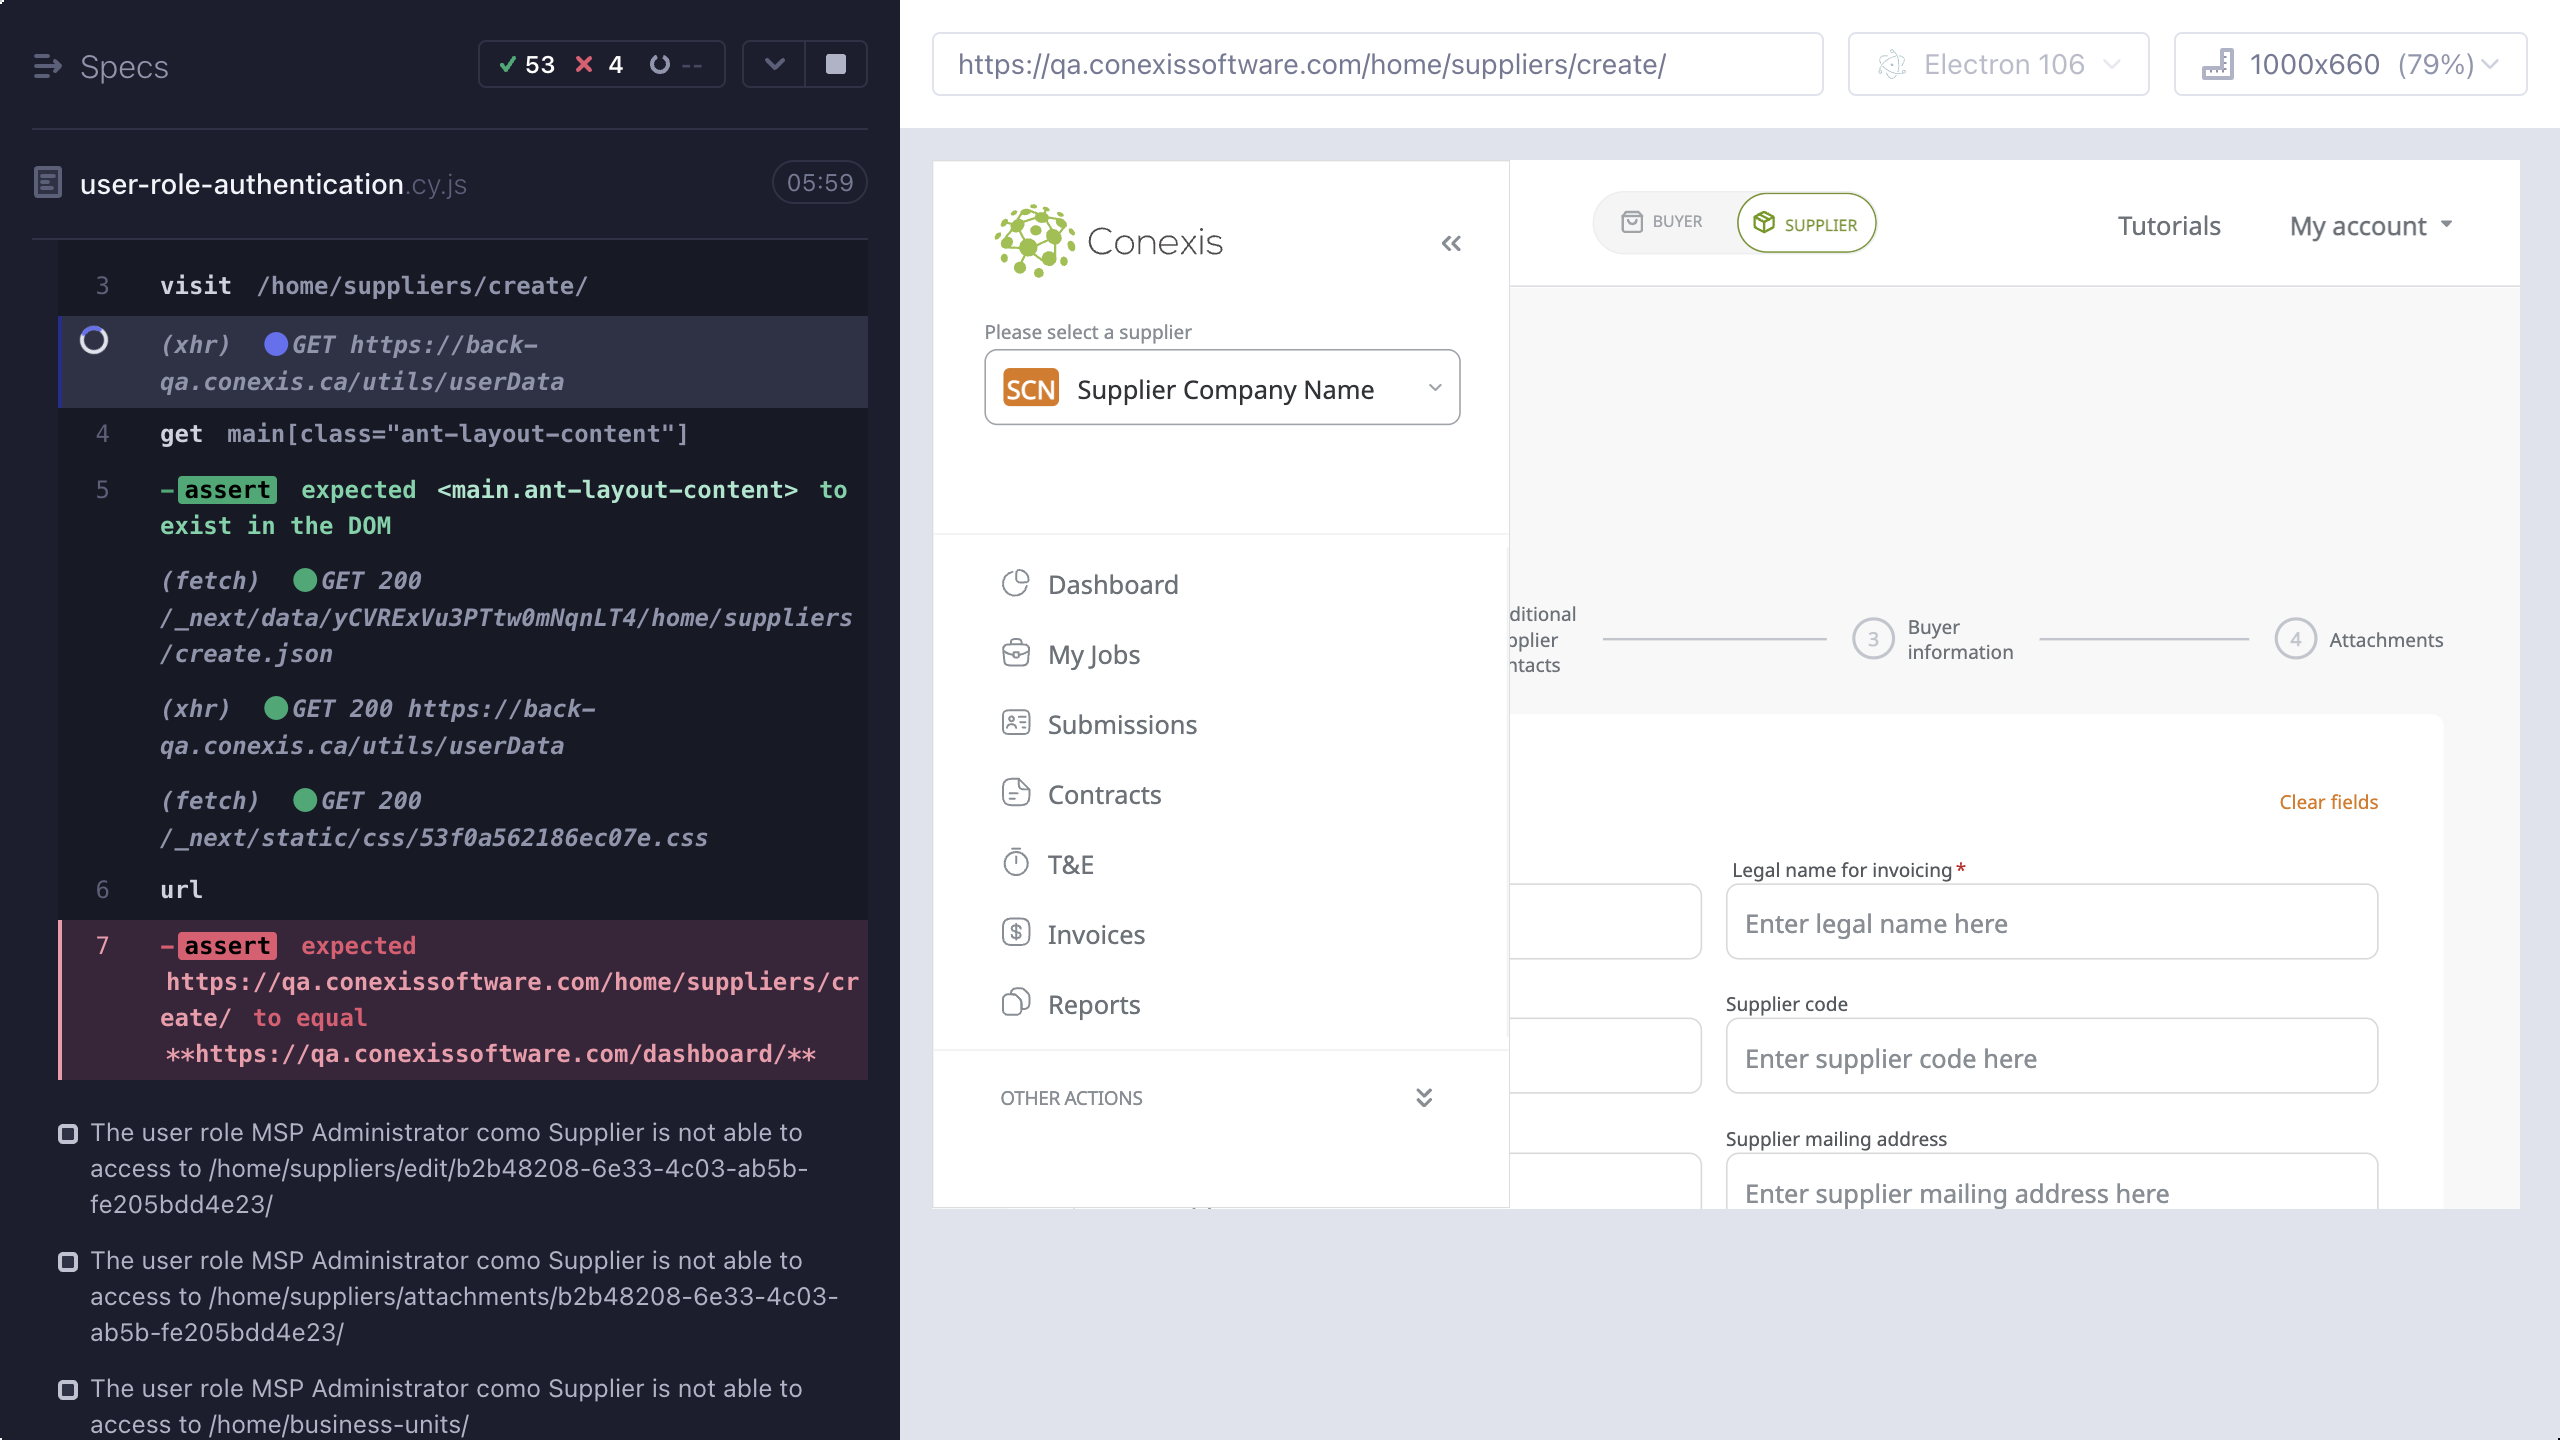 Specs
53 4 --
user-role-authentication.cy.js
05:59
3 visit /home/suppliers/create/
(xhr) GET https://back-
qa.conexis.ca/utils/userData
4 get main[class="ant-layout-content"]
5 -assert expected <main.ant-layout-content> to
exist in the DOM
(fetch) GET 200
/_next/data/yCVRExVu3PTtw0mNqnLT4/home/suppliers
/create.json
(xhr) GET 200 https://back-
qa.conexis.ca/utils/userData
(fetch) GET 200
/_next/static/css/53f0a562186ec07e.css
6 url
7 -assert expected
https://qa.conexissoftware.com/home/suppliers/cr
eate/ to equal
**https://qa.conexissoftware.com/dashboard/**
The user role MSP Administrator como Supplier is not able to
access to /home/suppliers/edit/b2b48208-6e33-4c03-ab5b-
fe205bdd4e23/
The user role MSP Administrator como Supplier is not able to
access to /home/suppliers/attachments/b2b48208-6e33-4c03-
ab5b-fe205bdd4e23/
The user role MSP Administrator como Supplier is not able to
access to /home/business-units/
https://qa.conexissoftware.com/home/suppliers/create/
Electron 106
1000x660 (79%)
Conexis
Please select a supplier
SCN Supplier Company Name
Dashboard
My Jobs
Submissions
Contracts
T&E
Invoices
Reports
OTHER ACTIONS
BUYER
SUPPLIER
Tutorials
My account
ditional
pplier
ntacts
3 Buyer
information
4 Attachments
Clear fields
Legal name for invoicing*
Enter legal name here
Supplier code
Enter supplier code here
Supplier mailing address
Enter supplier mailing address here